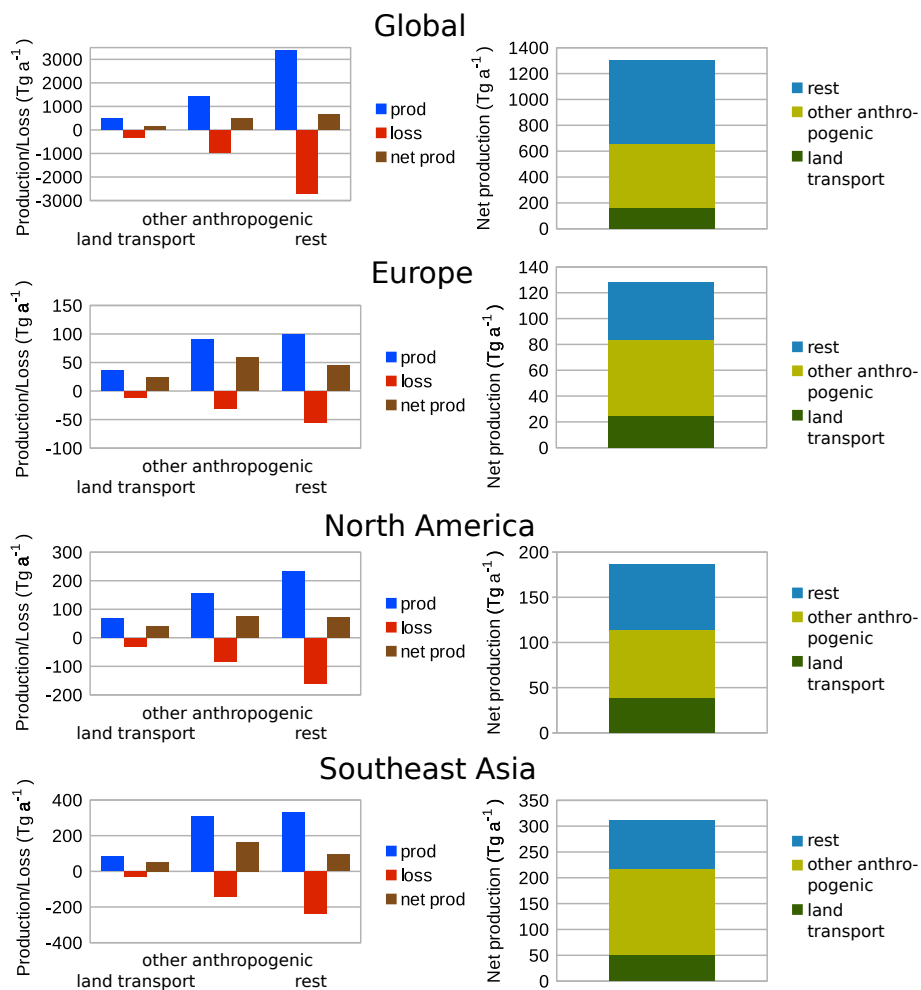 Global
Production/Loss (Tg a-1)
3000
2000
1000
0
-1000
-2000
-3000
other anthropogenic
land transport
rest
prod
loss
net prod
Net production (Tg a-1)
1400
1200
1000
800
600
400
200
0
rest
other anthro-
pogenic
land
transport
Europe
Production/Loss (Tg a-1)
150
100
50
0
-50
-100
other anthropogenic
land transport
rest
prod
loss
net prod
Net production (Tg a-1)
140
120
100
80
60
40
20
0
rest
other anthro-
pogenic
land
transport
North America
Production/Loss (Tg a-1)
300
200
100
0
-100
-200
other anthropogenic
land transport
rest
prod
loss
net prod
Net production (Tg a-1)
200
150
100
50
0
rest
other anthro-
pogenic
land
transport
Southeast Asia
Production/Loss (Tg a-1)
400
200
0
-200
-400
other anthropogenic
land transport
rest
prod
loss
net prod
Net production (Tg a-1)
350
300
250
200
150
100
50
0
rest
other anthro-
pogenic
land
transport